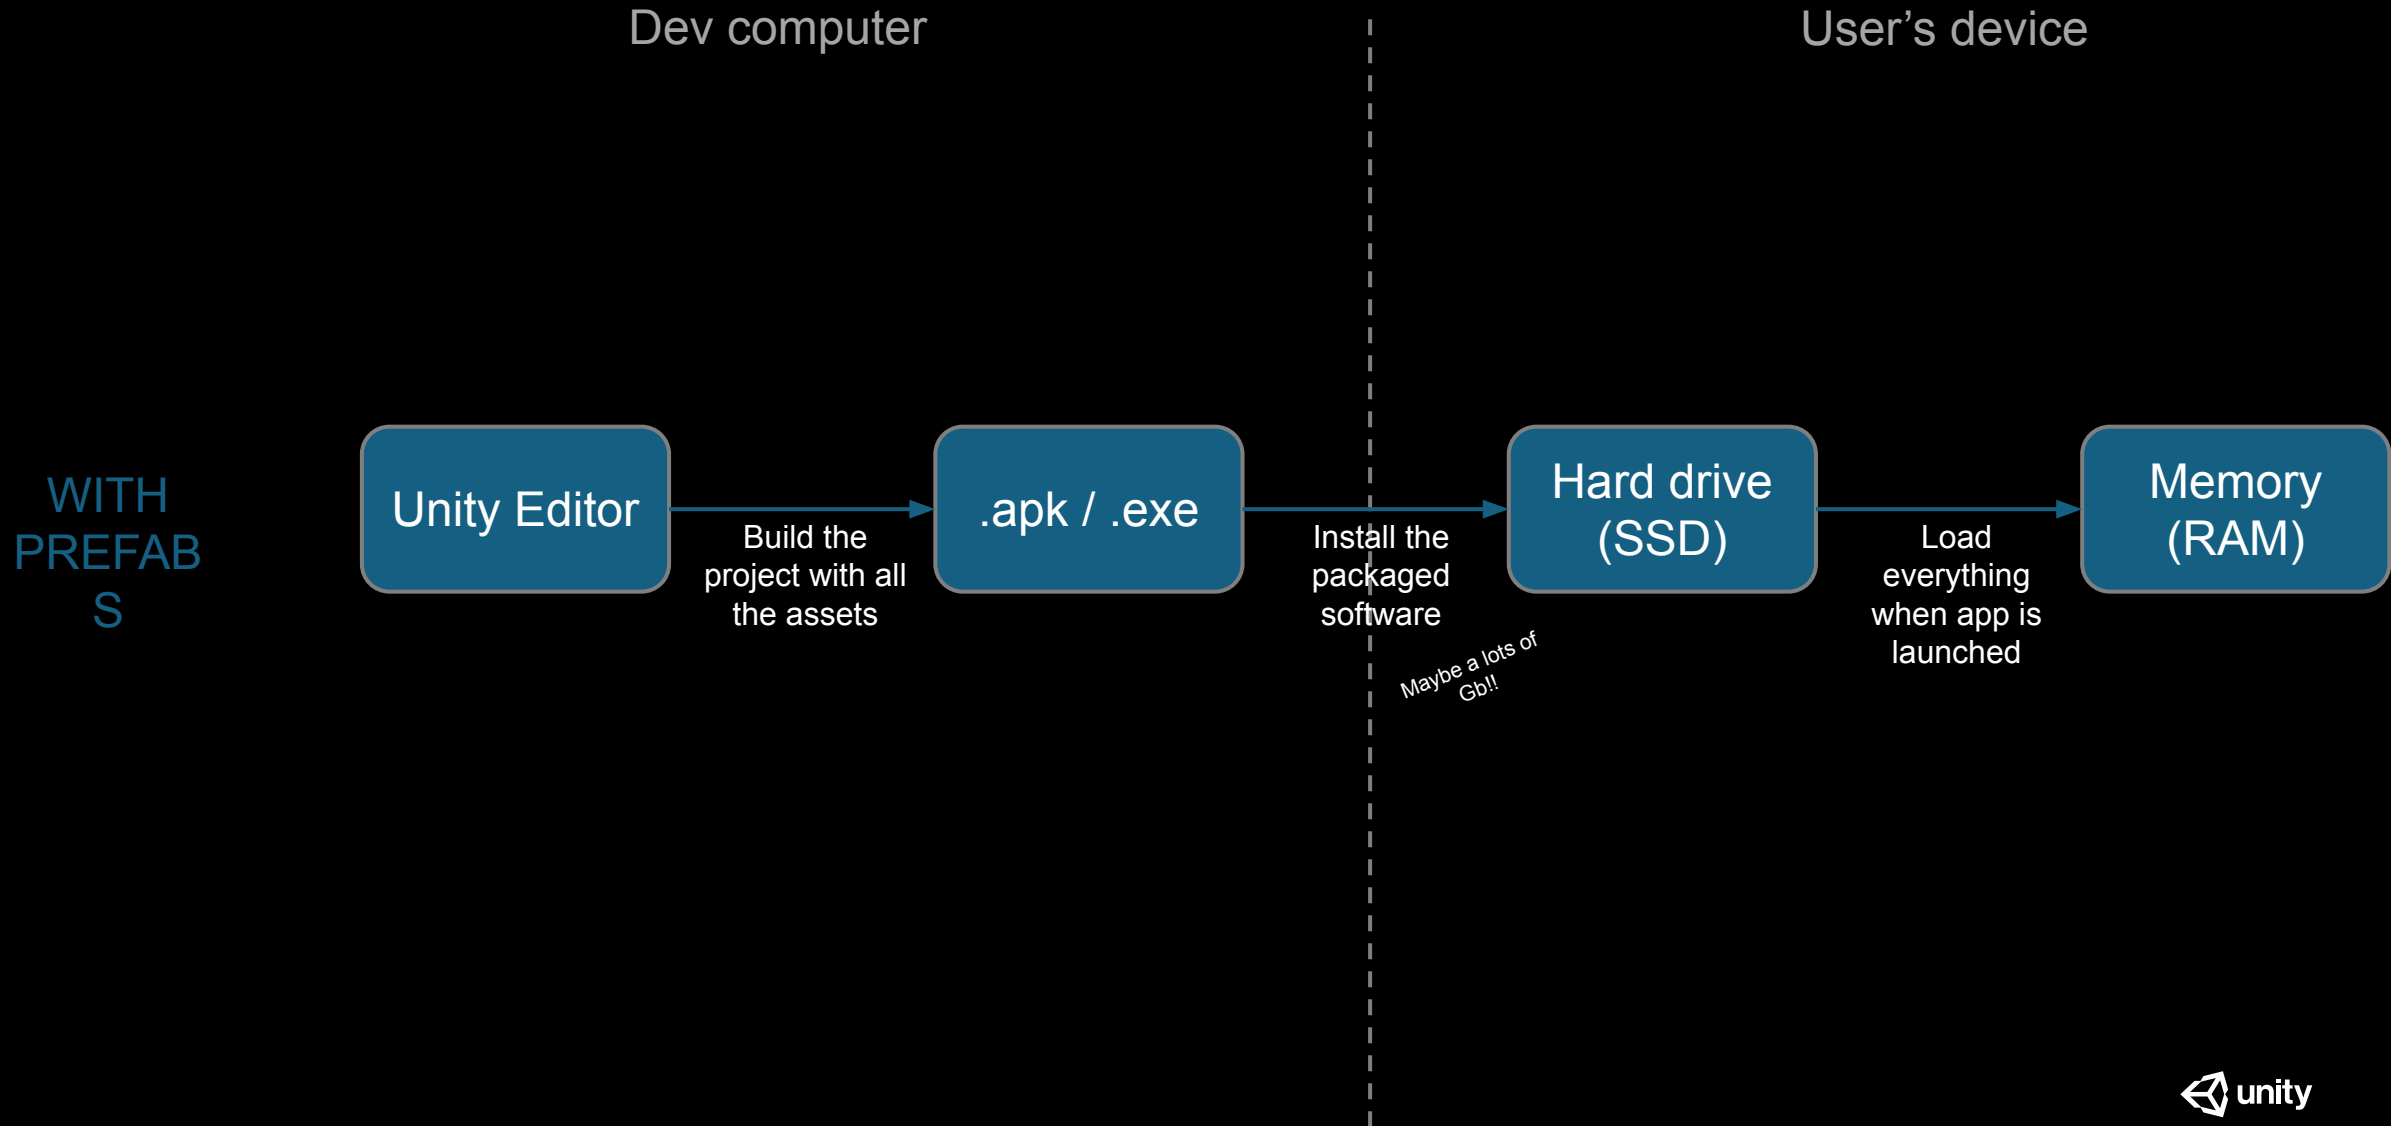 Dev computer
User’s device
WITH
PREFAB
S
Unity Editor
Build the
project with all
the assets
.apk / .exe
Install the
packaged
software
Maybe a lots of
Gb!!
Hard drive
(SSD)
Load
everything
when app is
launched
Memory
(RAM)
unity